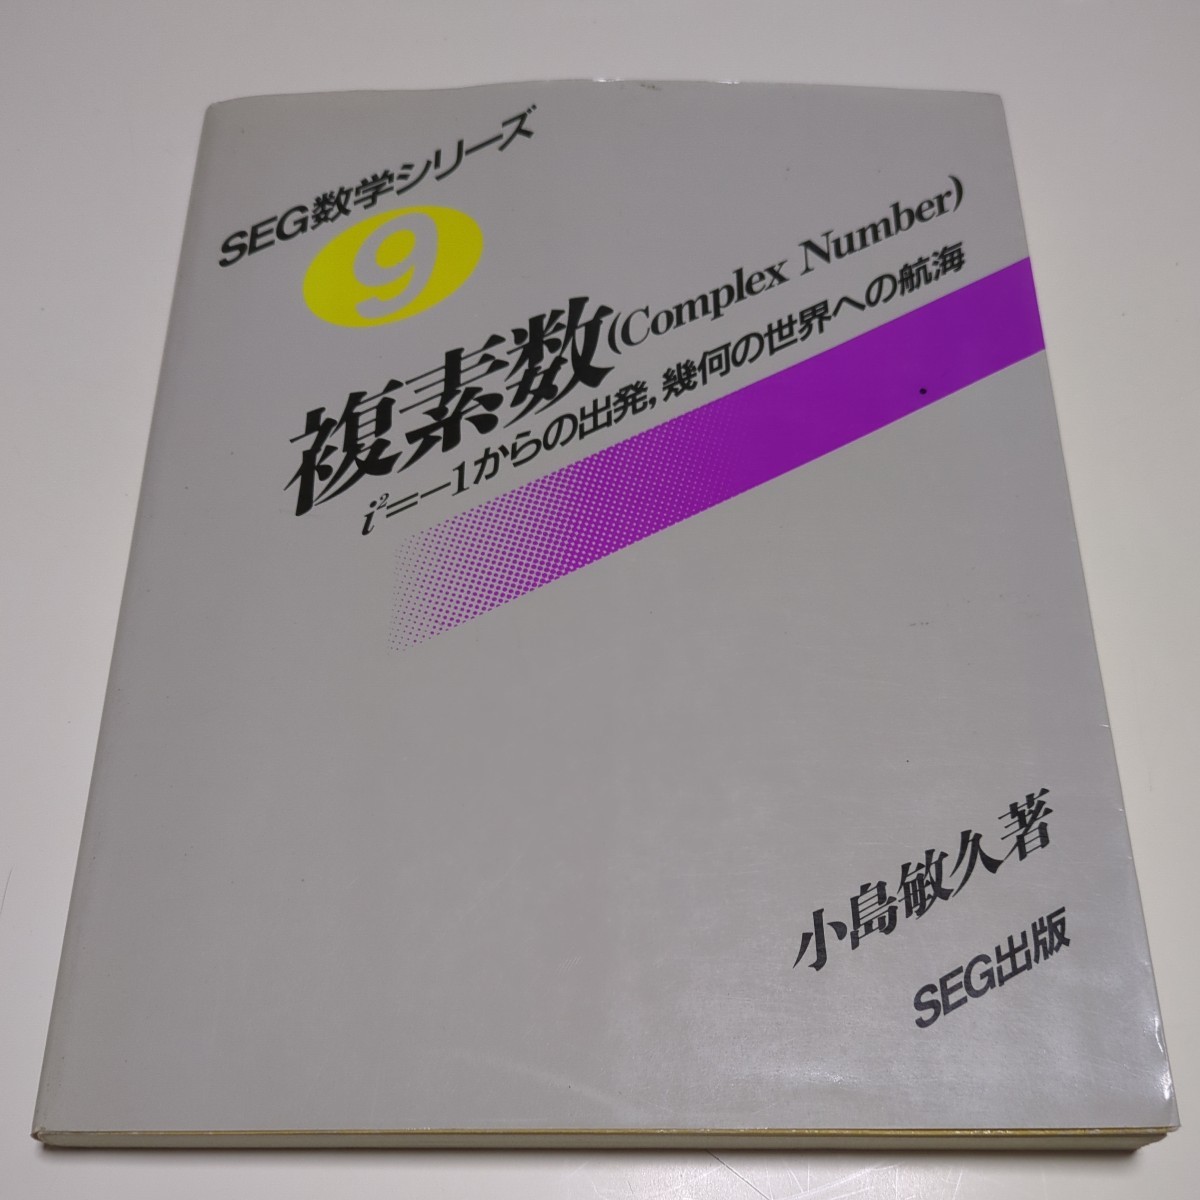 SEG数学シリーズ
9
複素数(Complex Number)
i²=−1からの出発,幾何の世界への航海
小島敏久著
SEG出版